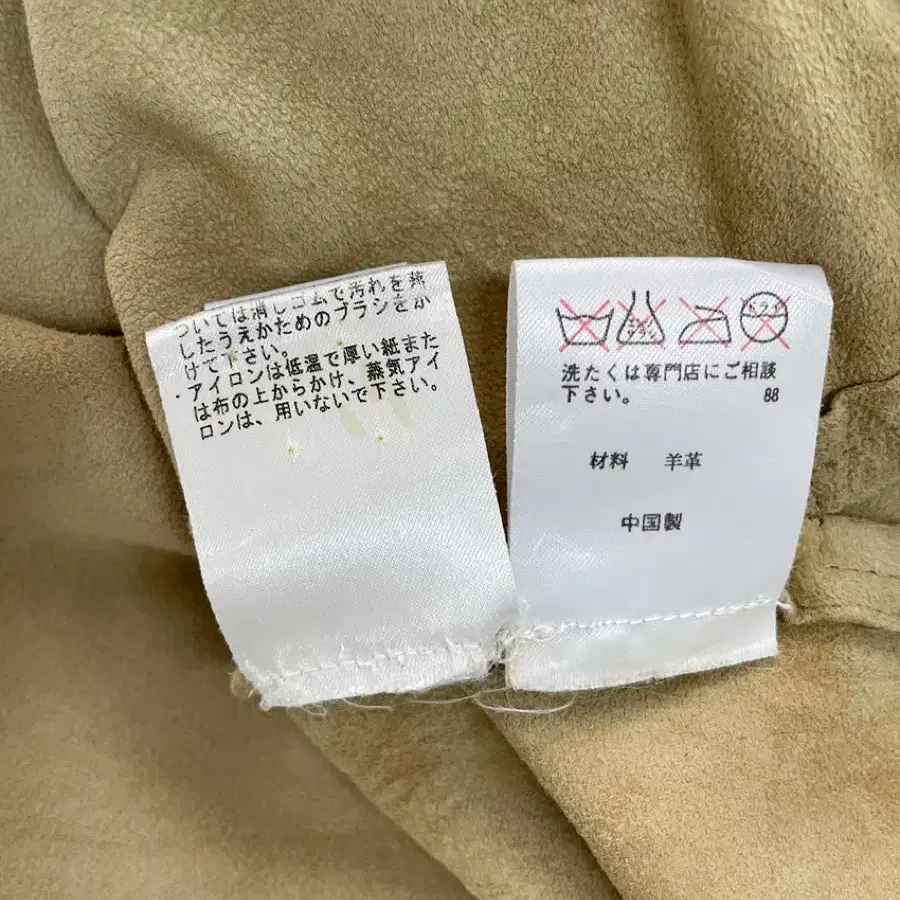 ついては消しゴムで汚れを落
したうえかためのブラシをか
けて下さい。
・アイロンは低温で厚い紙また
は布の上からかけ、蒸気アイ
ロンは、用いないで下さい。
ドライ
洗たくは専門店にご相談
下さい。 88
材料 羊革
中国製